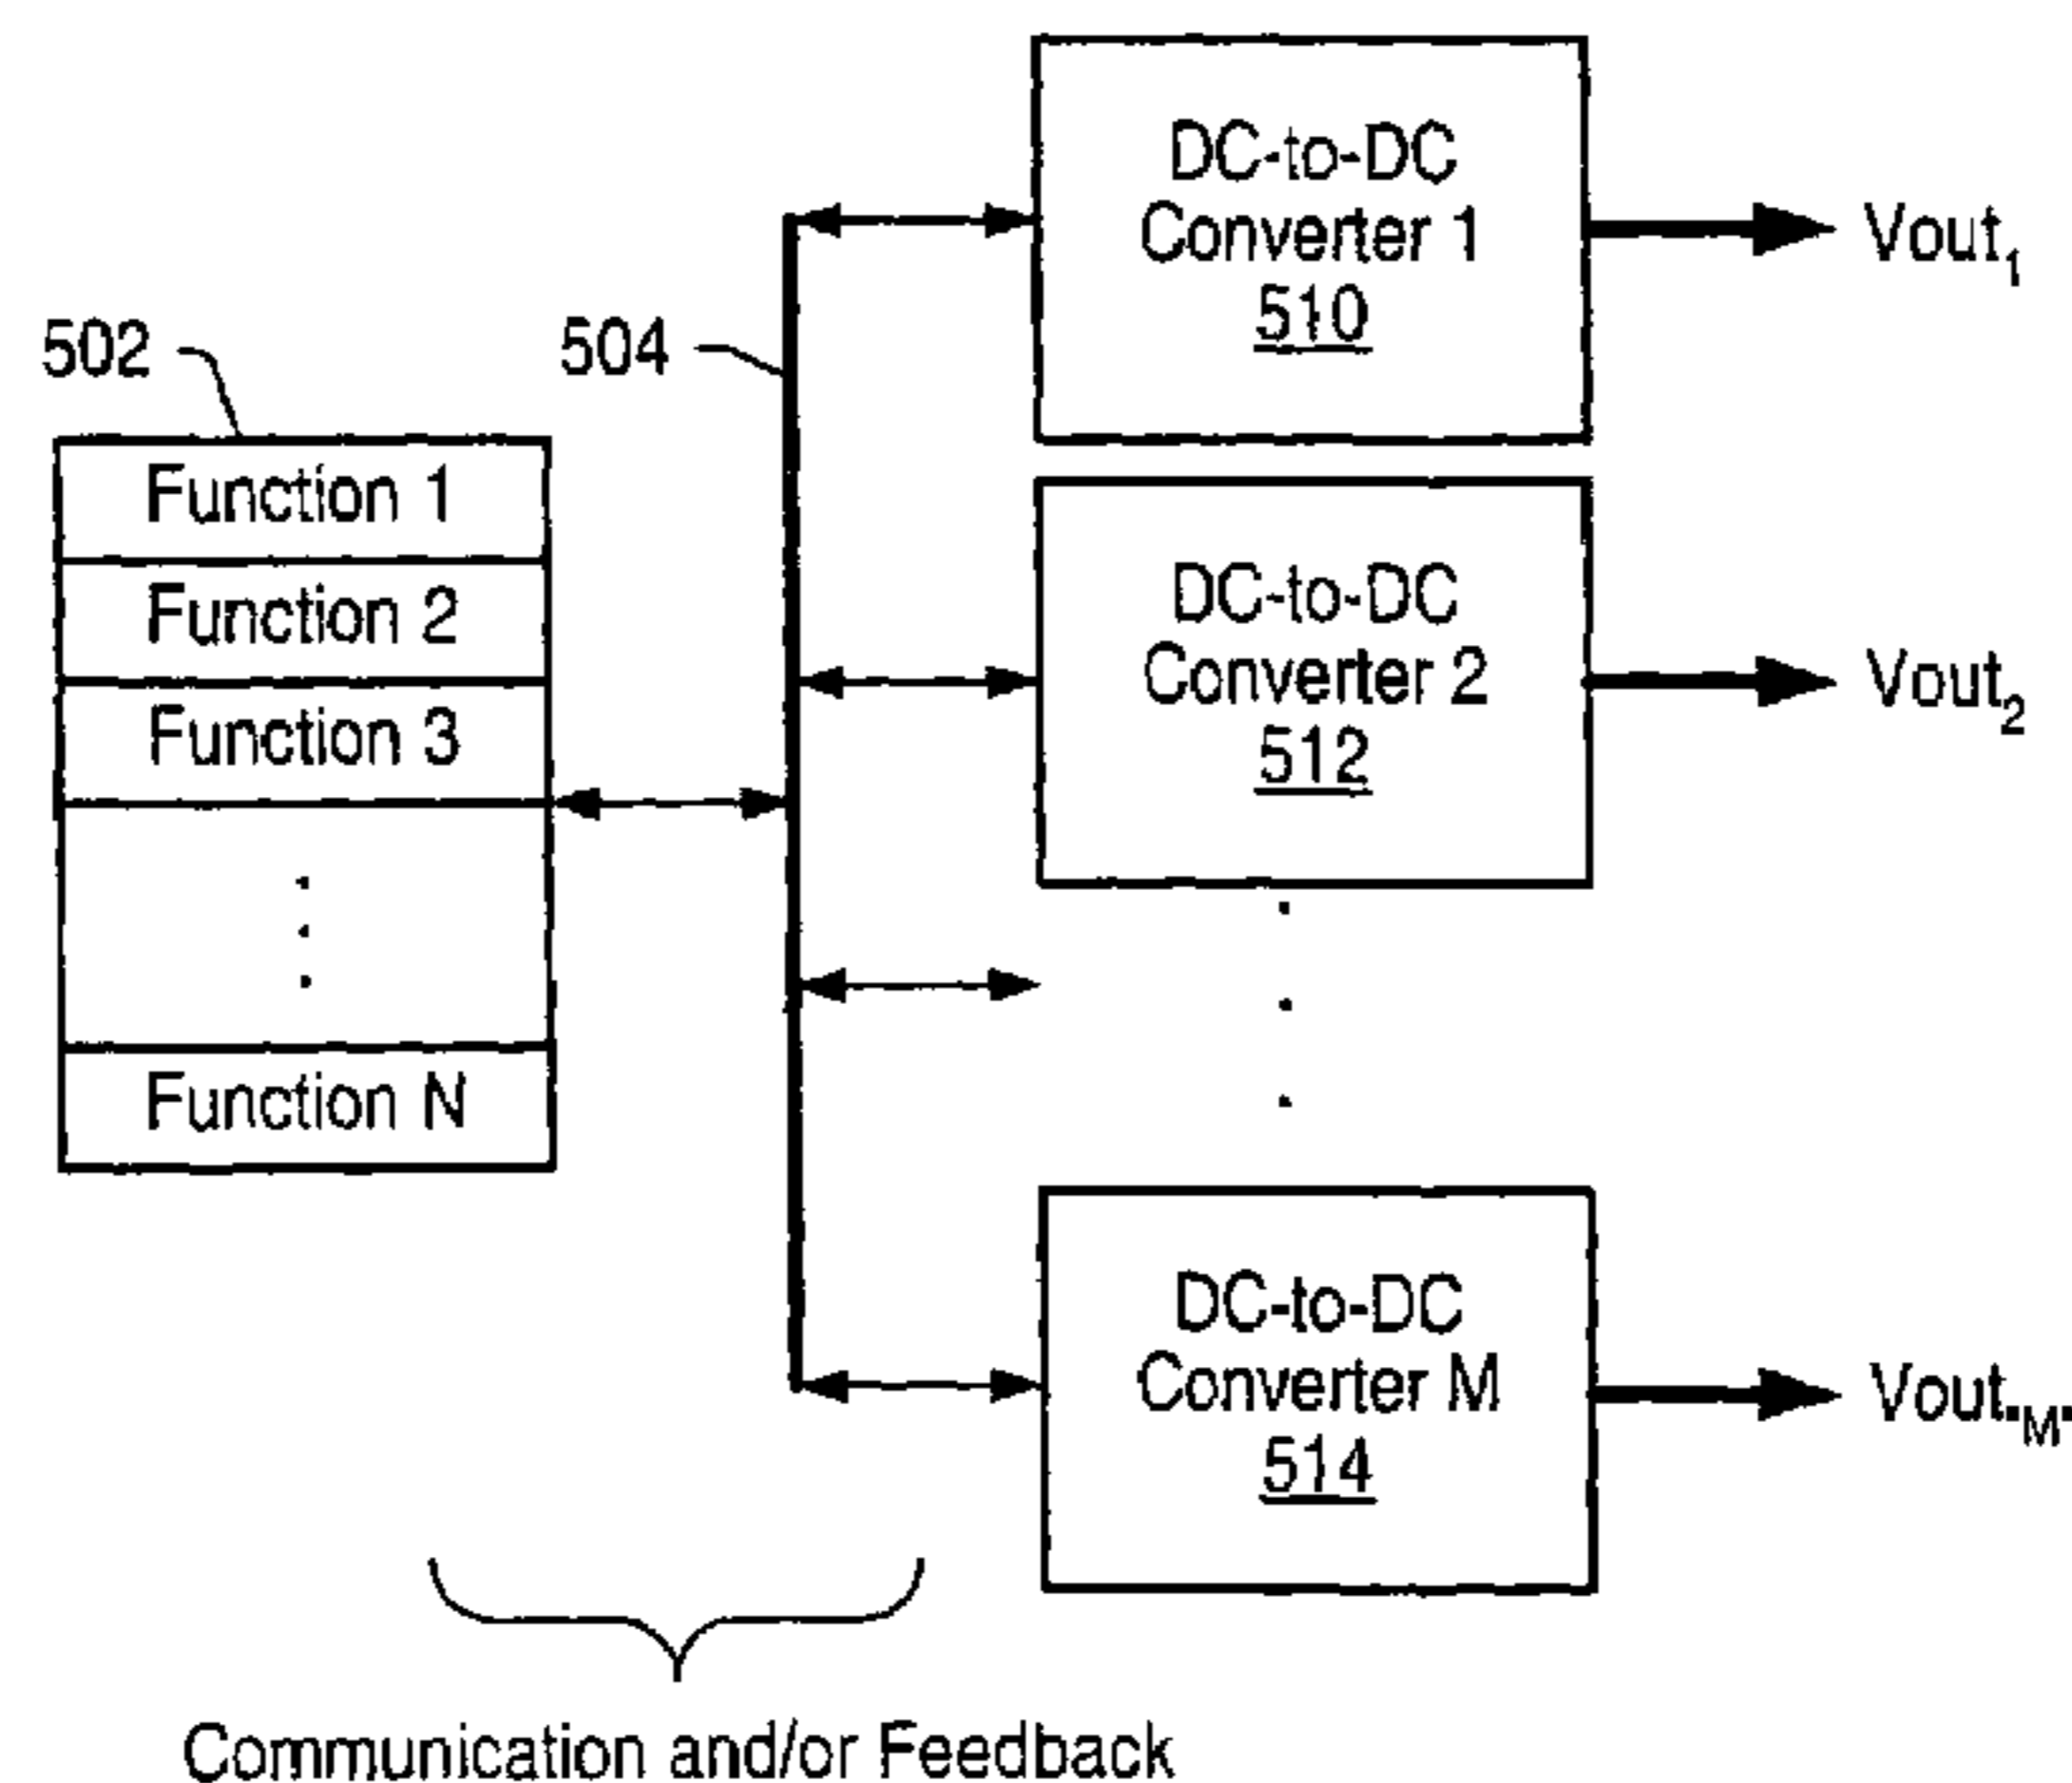 DC-to-DC
Converter 1
510
Vout1
502
504
Function 1
Function 2
Function 3
Function N
DC-to-DC
Converter 2
512
Vout2
DC-to-DC
Converter M
514
Vout"M"
Communication and/or Feedback